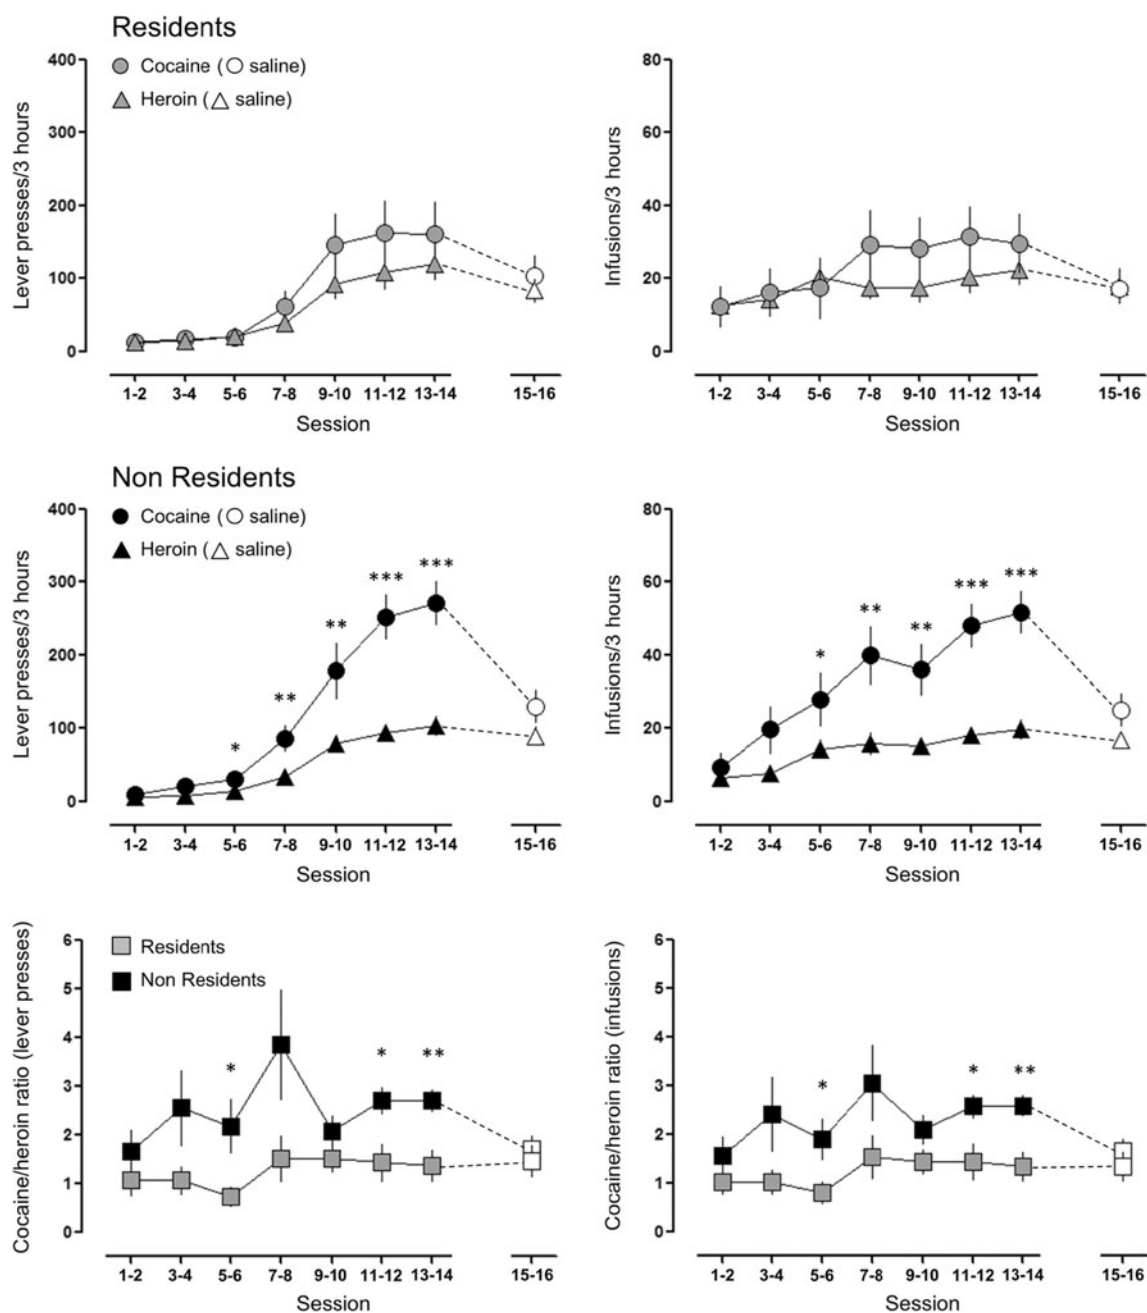 Residents
Cocaine ( saline)
Heroin ( saline)
Lever presses/3 hours
400
300
200
100
0
1-2 3-4 5-6 7-8 9-10 11-12 13-14 15-16
Session
Infusions/3 hours
80
60
40
20
0
1-2 3-4 5-6 7-8 9-10 11-12 13-14 15-16
Session
Non Residents
Cocaine ( saline)
Heroin ( saline)
Lever presses/3 hours
400
300
200
100
0
* ** ** *** ***
1-2 3-4 5-6 7-8 9-10 11-12 13-14 15-16
Session
Infusions/3 hours
80
60
40
20
0
* ** ** *** ***
1-2 3-4 5-6 7-8 9-10 11-12 13-14 15-16
Session
Residents
Non Residents
Cocaine/heroin ratio (lever presses)
6
5
4
3
2
1
0
* * **
1-2 3-4 5-6 7-8 9-10 11-12 13-14 15-16
Session
Cocaine/heroin ratio (infusions)
6
5
4
3
2
1
0
* * **
1-2 3-4 5-6 7-8 9-10 11-12 13-14 15-16
Session